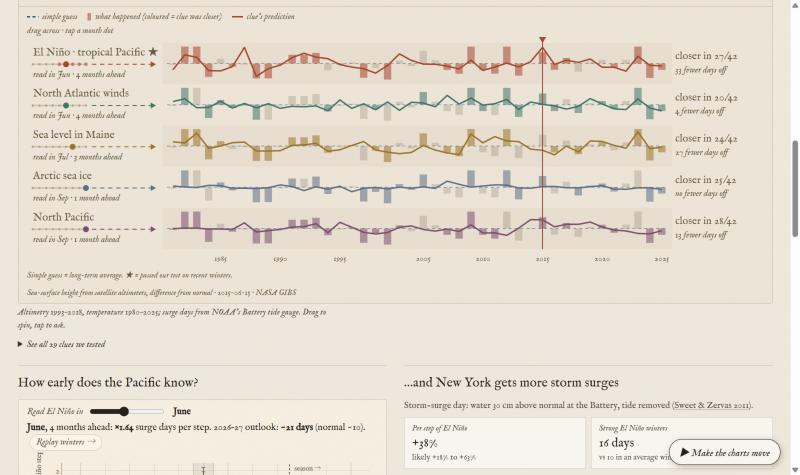 simple guess what happened (coloured = clue was closer) clue's prediction
drag across · tap a month dot
El Niño · tropical Pacific ★
read in Jun · 4 months ahead
closer in 27/42
33 fewer days off
North Atlantic winds
read in Jun · 4 months ahead
closer in 20/42
4 fewer days off
Sea level in Maine
read in Jul · 3 months ahead
closer in 24/42
27 fewer days off
Arctic sea ice
read in Sep · 1 month ahead
closer in 25/42
no fewer days off
North Pacific
read in Sep · 1 month ahead
closer in 28/42
13 fewer days off
1985 1990 1995 2005 2010 2015 2020 2025
Simple guess = long-term average. ★ = passed our test on recent winters.
Sea-surface height from satellite altimeters, difference from normal · 2015-06-15 · NASA GIBS
Altimetry 1993–2018, temperature 1980–2025; surge days from NOAA's Battery tide gauge. Drag to
spin, tap to ask.
▶ See all 29 clues we tested
How early does the Pacific know?
Read El Niño in June
June, 4 months ahead: ×1.64 surge days per step. 2026–27 outlook: ~21 days (normal ~10).
Replay winters →
season →
...and New York gets more storm surges
Storm-surge day: water 30 cm above normal at the Battery, tide removed (Sweet & Zervas 2011).
Per step of El Niño
+38%
likely +18% to +63%
Strong El Niño winters
16 days
vs 10 in an average
▶ Make the charts move